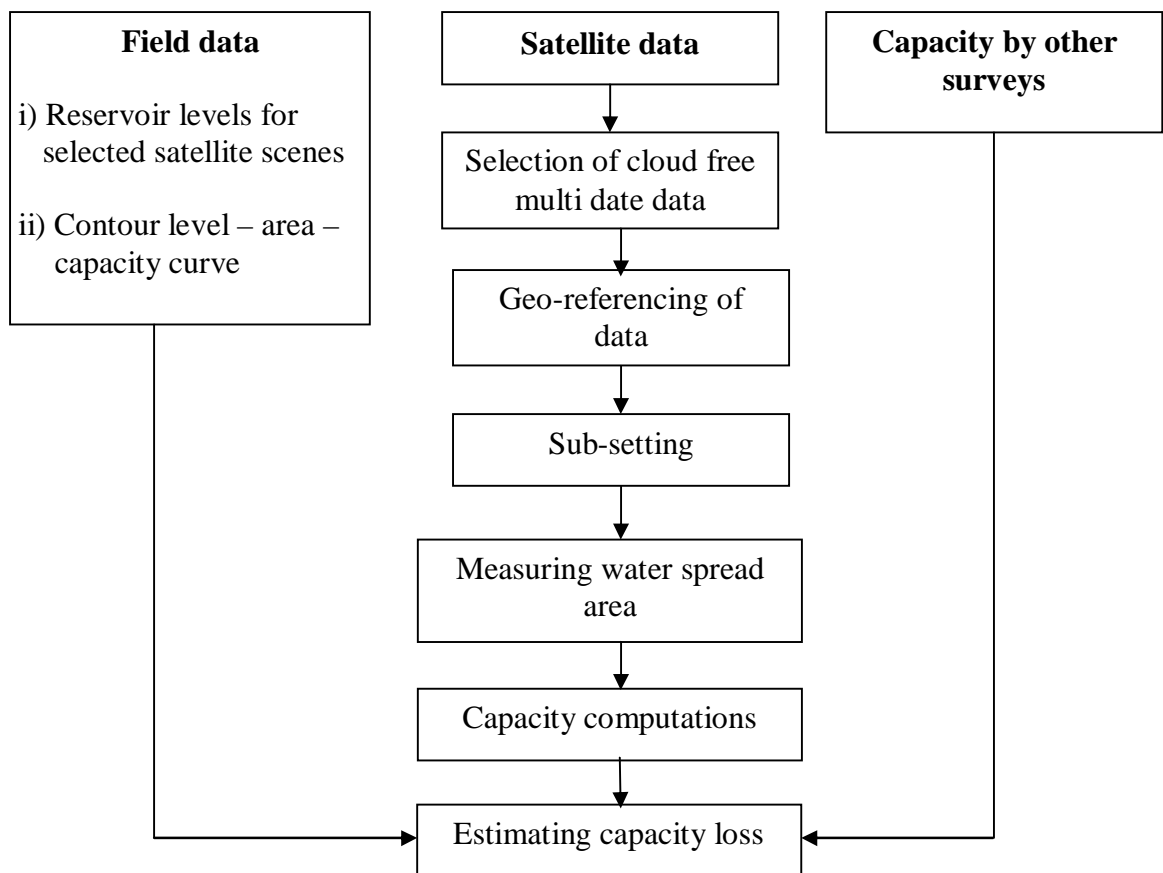 Field data
i) Reservoir levels for
selected satellite scenes
ii) Contour level – area –
capacity curve
Satellite data
Selection of cloud free
multi date data
Geo-referencing of
data
Sub-setting
Measuring water spread
area
Capacity computations
Estimating capacity loss
Capacity by other
surveys